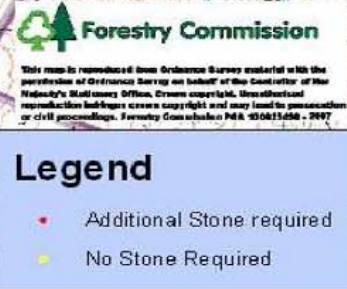 Forestry Commission
This map is reproduced from Ordnance Survey material with the
permission of Ordnance Survey on behalf of the Controller of Her
Majesty's Stationery Office, Crown copyright. Unauthorised
reproduction infringes crown copyright and may lead to prosecution
or civil proceedings. Forestry Commission
Legend
Additional Stone required
No Stone Required